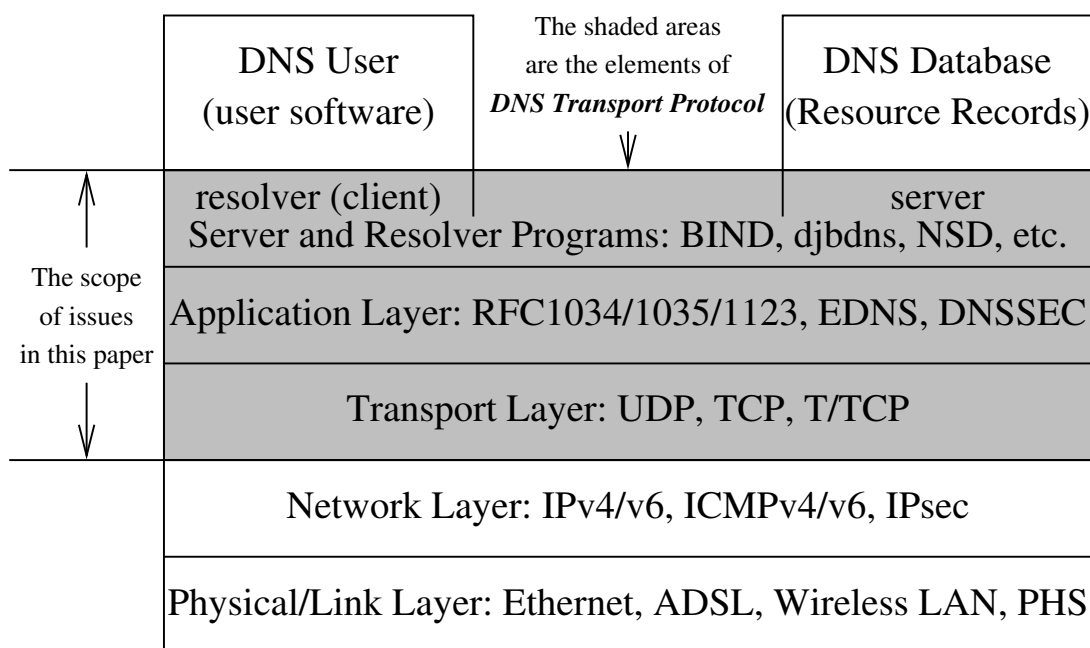 DNS User
(user software)
The shaded areas
are the elements of
DNS Transport Protocol
DNS Database
(Resource Records)
The scope
of issues
in this paper
resolver (client)
server
Server and Resolver Programs: BIND, djbdns, NSD, etc.
Application Layer: RFC1034/1035/1123, EDNS, DNSSEC
Transport Layer: UDP, TCP, T/TCP
Network Layer: IPv4/v6, ICMPv4/v6, IPsec
Physical/Link Layer: Ethernet, ADSL, Wireless LAN, PHS